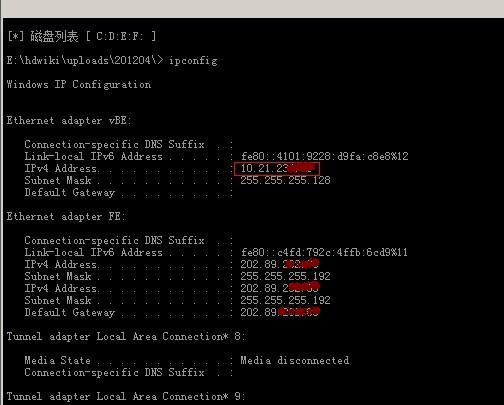 [*] 磁盘列表 [ C:D:E:F: ]
E:\hdwiki\uploads\201204\> ipconfig
Windows IP Configuration
Ethernet adapter vBE:
Connection-specific DNS Suffix . :
Link-local IPv6 Address . . . . . : fe80::4101:9228:d9fa:c8e8%12
IPv4 Address. . . . . . . . . . . : 10.21.23
Subnet Mask . . . . . . . . . . . : 255.255.255.128
Default Gateway . . . . . . . . . :
Ethernet adapter FE:
Connection-specific DNS Suffix . :
Link-local IPv6 Address . . . . . : fe80::c4fd:792c:4ffb:6cd9%11
IPv4 Address. . . . . . . . . . . : 202.89.
Subnet Mask . . . . . . . . . . . : 255.255.255.192
IPv4 Address. . . . . . . . . . . : 202.89.
Subnet Mask . . . . . . . . . . . : 255.255.255.192
Default Gateway . . . . . . . . . : 202.89.
Tunnel adapter Local Area Connection* 8:
Media State . . . . . . . . . . . : Media disconnected
Connection-specific DNS Suffix . :
Tunnel adapter Local Area Connection* 9: